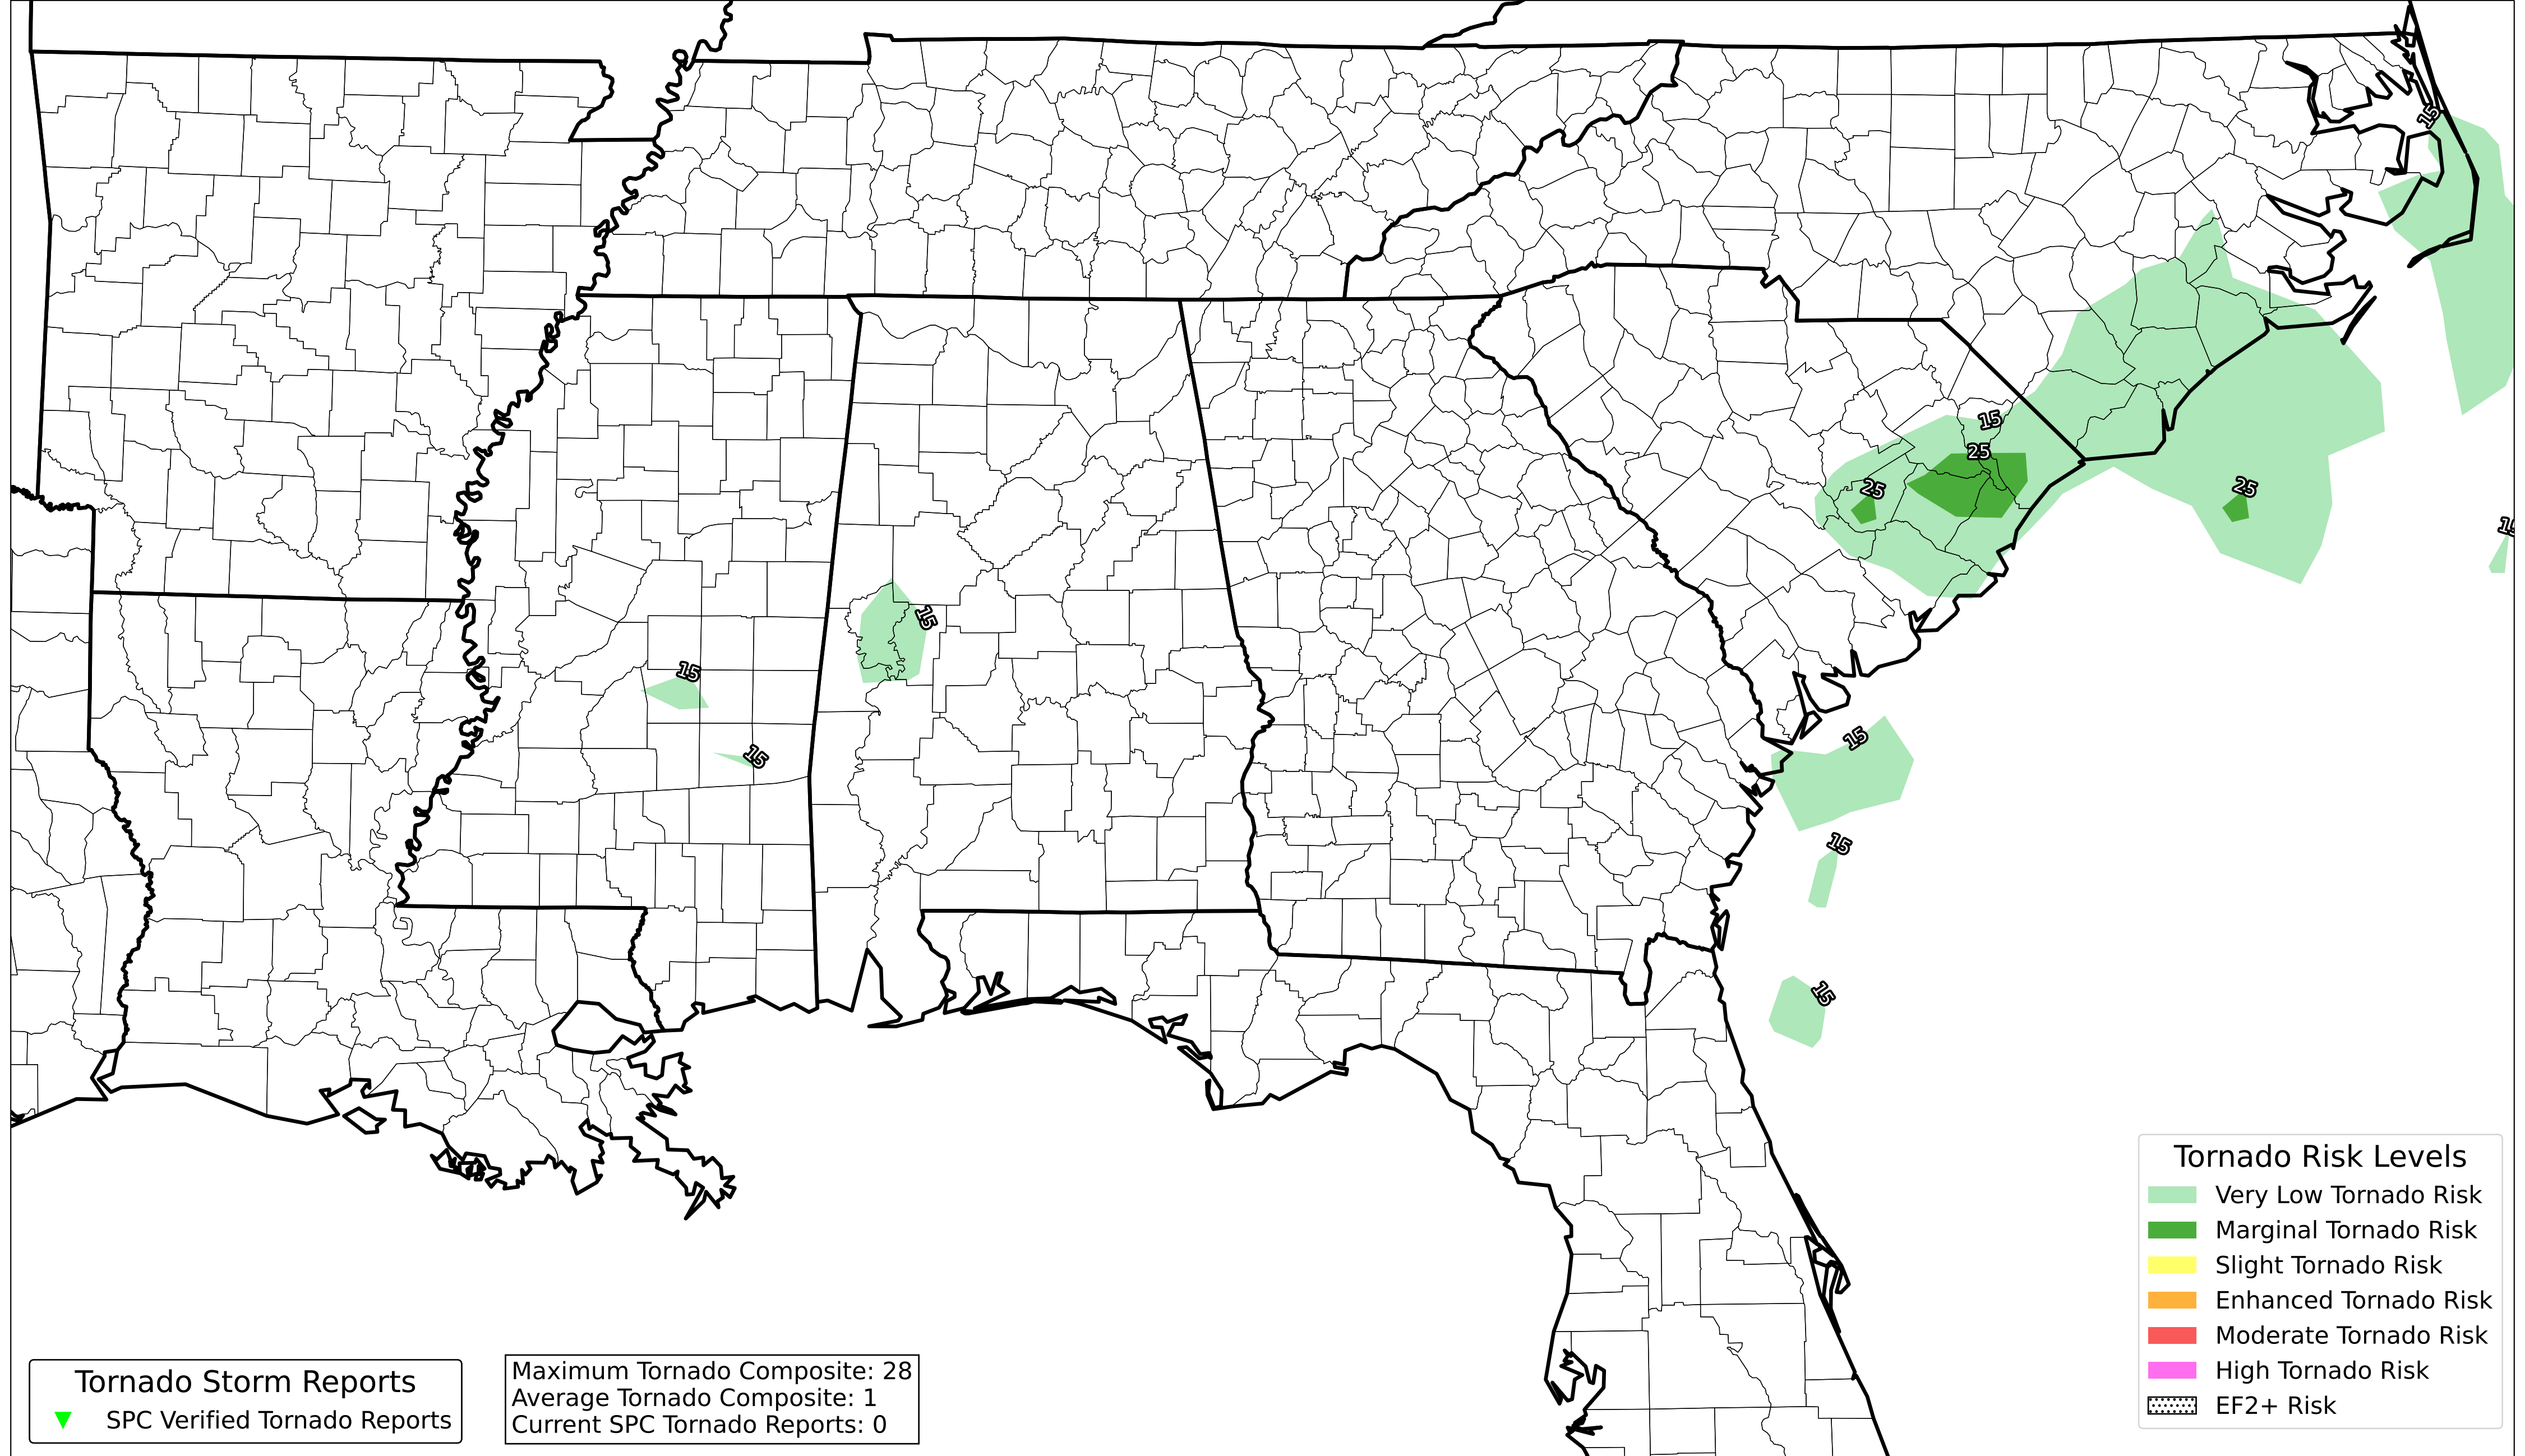 15
15
25
25
25
15
15
15
15
15
15
15
Tornado Risk Levels
Very Low Tornado Risk
Marginal Tornado Risk
Slight Tornado Risk
Enhanced Tornado Risk
Moderate Tornado Risk
High Tornado Risk
EF2+ Risk
Tornado Storm Reports
SPC Verified Tornado Reports
Maximum Tornado Composite: 28
Average Tornado Composite: 1
Current SPC Tornado Reports: 0